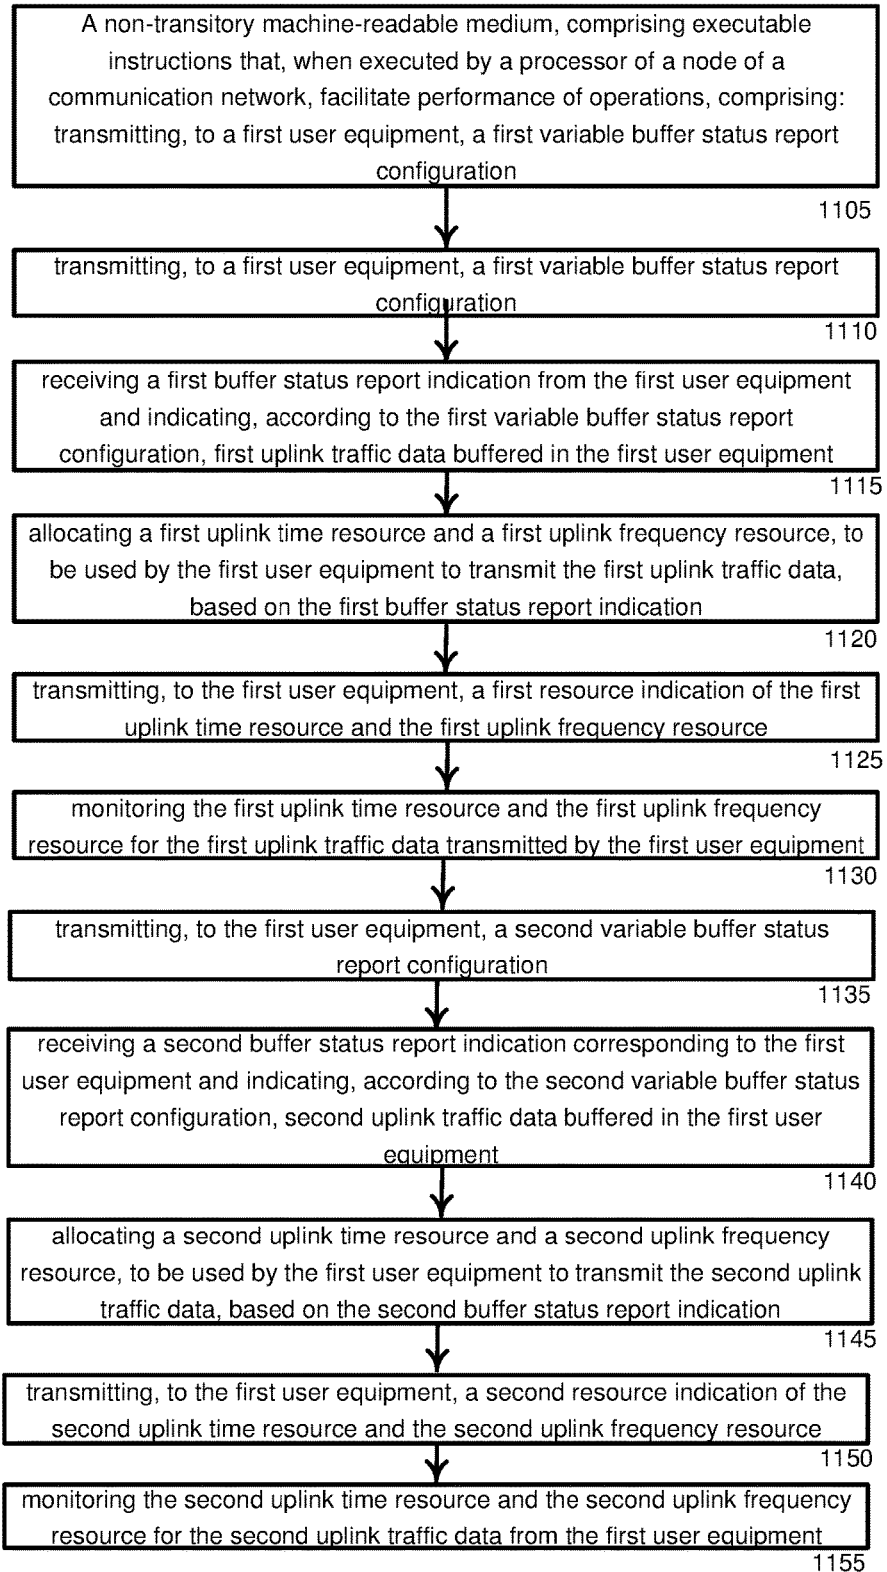 A non-transitory machine-readable medium, comprising executable
instructions that, when executed by a processor of a node of a
communication network, facilitate performance of operations, comprising:
transmitting, to a first user equipment, a first variable buffer status report
configuration
1105
transmitting, to a first user equipment, a first variable buffer status report
configuration
1110
receiving a first buffer status report indication from the first user equipment
and indicating, according to the first variable buffer status report
configuration, first uplink traffic data buffered in the first user equipment
1115
allocating a first uplink time resource and a first uplink frequency resource, to
be used by the first user equipment to transmit the first uplink traffic data,
based on the first buffer status report indication
1120
transmitting, to the first user equipment, a first resource indication of the first
uplink time resource and the first uplink frequency resource
1125
monitoring the first uplink time resource and the first uplink frequency
resource for the first uplink traffic data transmitted by the first user equipment
1130
transmitting, to the first user equipment, a second variable buffer status
report configuration
1135
receiving a second buffer status report indication corresponding to the first
user equipment and indicating, according to the second variable buffer status
report configuration, second uplink traffic data buffered in the first user
equipment
1140
allocating a second uplink time resource and a second uplink frequency
resource, to be used by the first user equipment to transmit the second uplink
traffic data, based on the second buffer status report indication
1145
transmitting, to the first user equipment, a second resource indication of the
second uplink time resource and the second uplink frequency resource
1150
monitoring the second uplink time resource and the second uplink frequency
resource for the second uplink traffic data from the first user equipment
1155